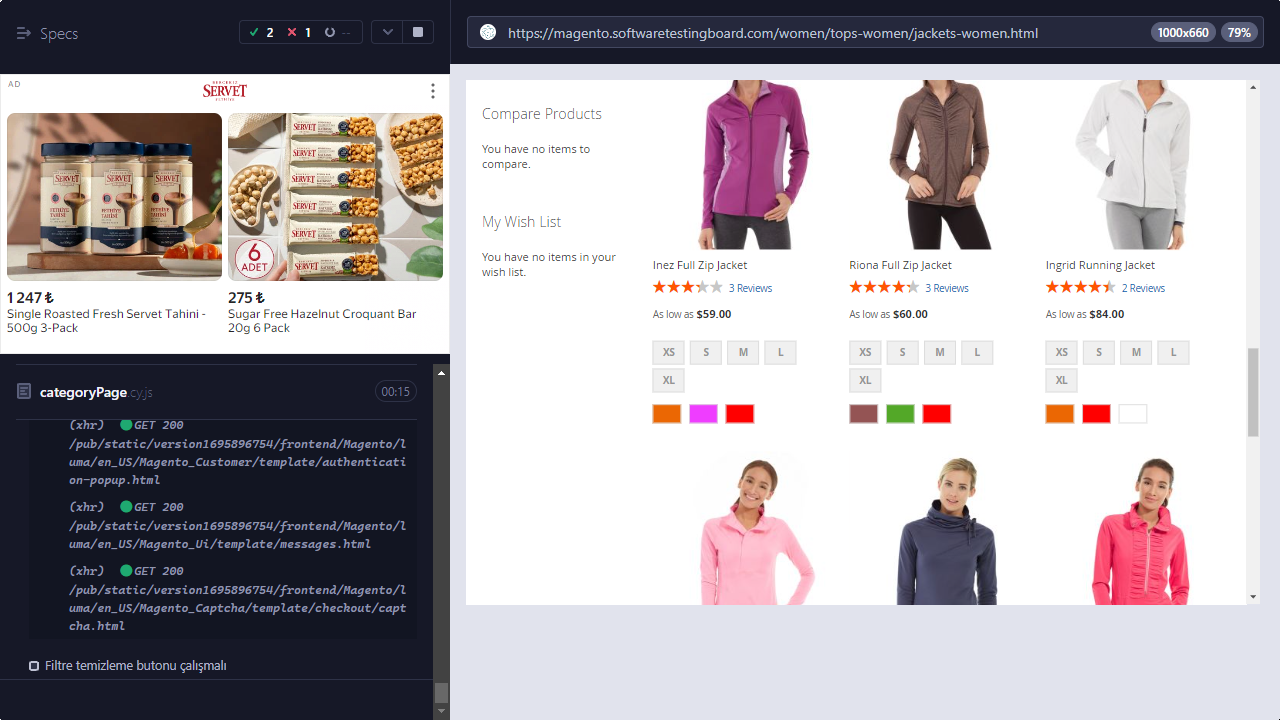 Specs
2
1
--
https://magento.softwaretestingboard.com/women/tops-women/jackets-women.html
1000x660
79%
AD
SERVET
6
ADET
1 247 ₺
Single Roasted Fresh Servet Tahini -
500g 3-Pack
275 ₺
Sugar Free Hazelnut Croquant Bar
20g 6 Pack
categoryPage.cy.js
00:15
(xhr) GET 200
/pub/static/version1695896754/frontend/Magento/l
uma/en_US/Magento_Customer/template/authenticati
on-popup.html
(xhr) GET 200
/pub/static/version1695896754/frontend/Magento/l
uma/en_US/Magento_Ui/template/messages.html
(xhr) GET 200
/pub/static/version1695896754/frontend/Magento/l
uma/en_US/Magento_Captcha/template/checkout/capt
cha.html
Filtre temizleme butonu çalışmalı
Compare Products
You have no items to
compare.
My Wish List
You have no items in your
wish list.
Inez Full Zip Jacket
3 Reviews
As low as $59.00
XS S M L
XL
Riona Full Zip Jacket
3 Reviews
As low as $60.00
XS S M L
XL
Ingrid Running Jacket
2 Reviews
As low as $84.00
XS S M L
XL